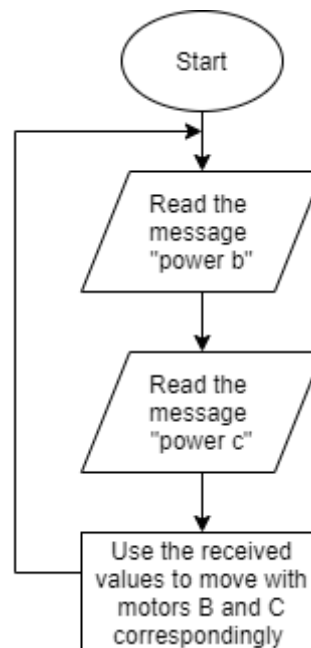 Start
Read the
message
"power b"
Read the
message
"power c"
Use the received
values to move with
motors B and C
correspondingly